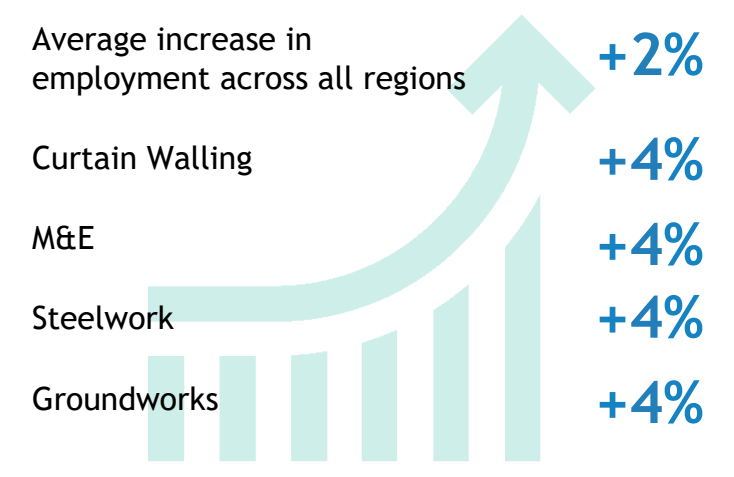 Average increase in
employment across all regions +2%
Curtain Walling +4%
M&E +4%
Steelwork +4%
Groundworks +4%